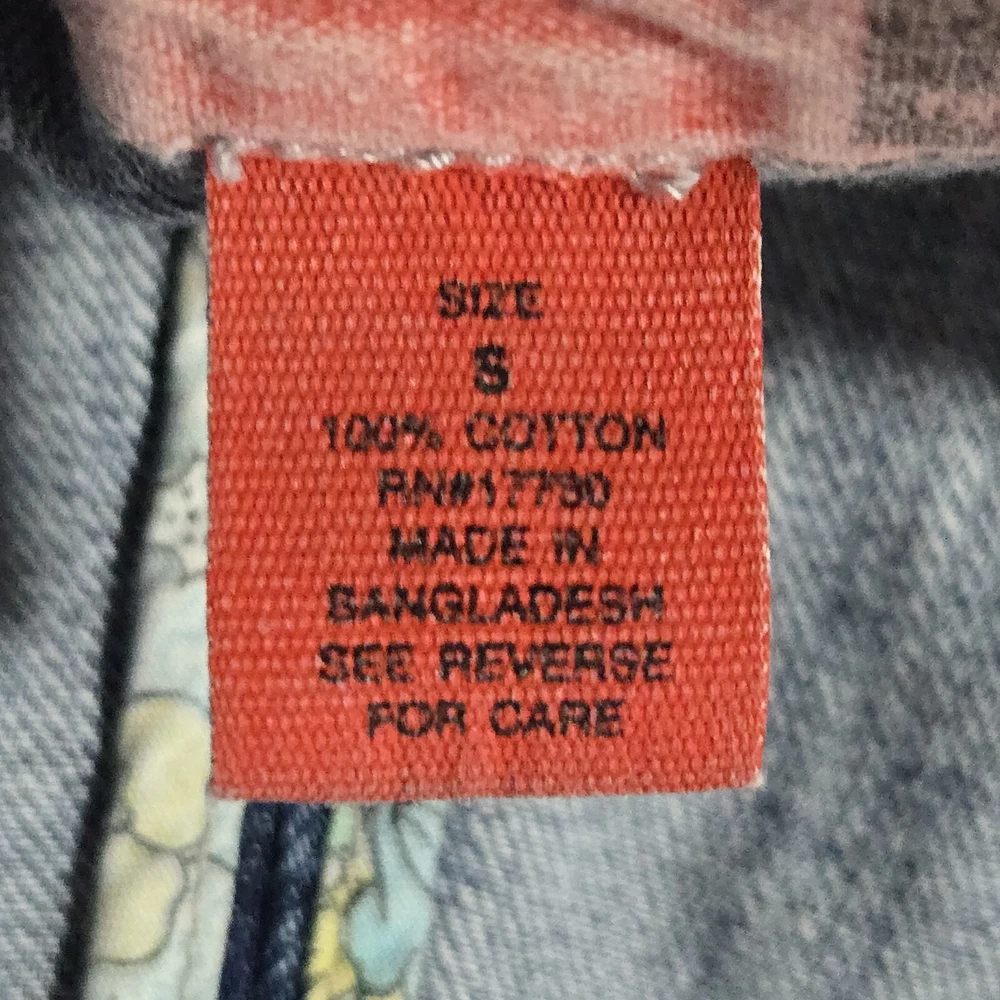 SIZE
S
100% COTTON
RN#17730
MADE IN
BANGLADESH
SEE REVERSE
FOR CARE